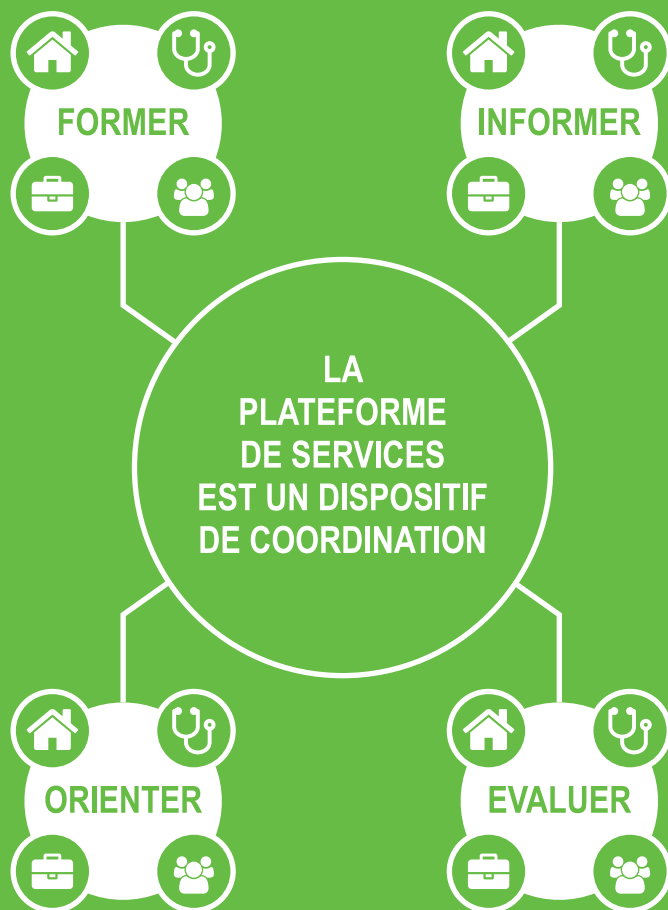 FORMER
INFORMER
LA
PLATEFORME
DE SERVICES
EST UN DISPOSITIF
DE COORDINATION
ORIENTER
EVALUER